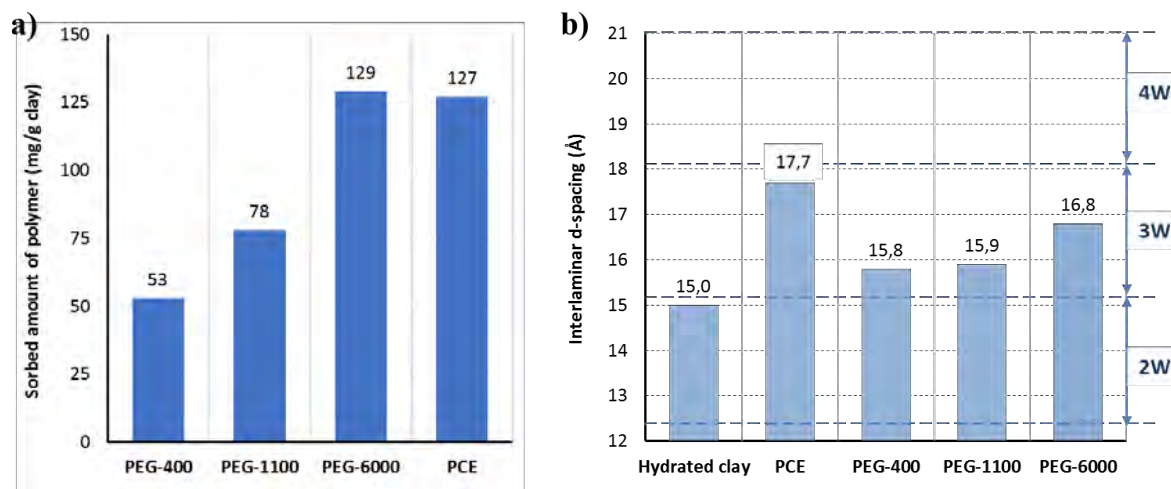 a)
Sorbed amount of polymer (mg/g clay)
150
125
100
75
50
25
0
53
78
129
127
PEG-400 PEG-1100 PEG-6000 PCE
b)
Interlaminar d-spacing (Å)
21
20
19
18
17
16
15
14
13
12
15,0
17,7
15,8
15,9
16,8
4W
3W
2W
Hydrated clay PCE PEG-400 PEG-1100 PEG-6000